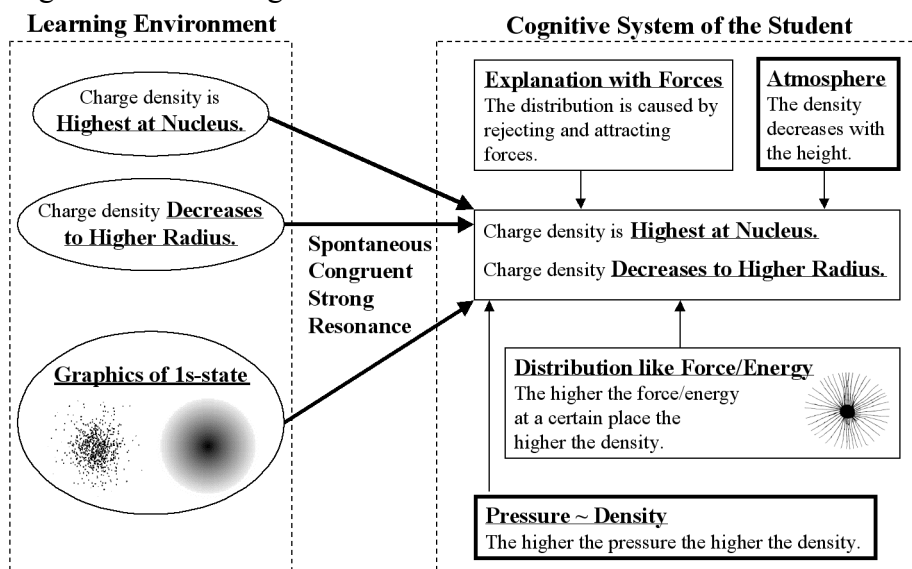 Learning Environment
Cognitive System of the Student
Charge density is
Highest at Nucleus.
Charge density Decreases
to Higher Radius.
Graphics of 1s-state
Spontaneous
Congruent
Strong
Resonance
Explanation with Forces
The distribution is caused by
rejecting and attracting
forces.
Atmosphere
The density
decreases with
the height.
Charge density is Highest at Nucleus.
Charge density Decreases to Higher Radius.
Distribution like Force/Energy
The higher the force/energy
at a certain place the
higher the density.
Pressure ~ Density
The higher the pressure the higher the density.